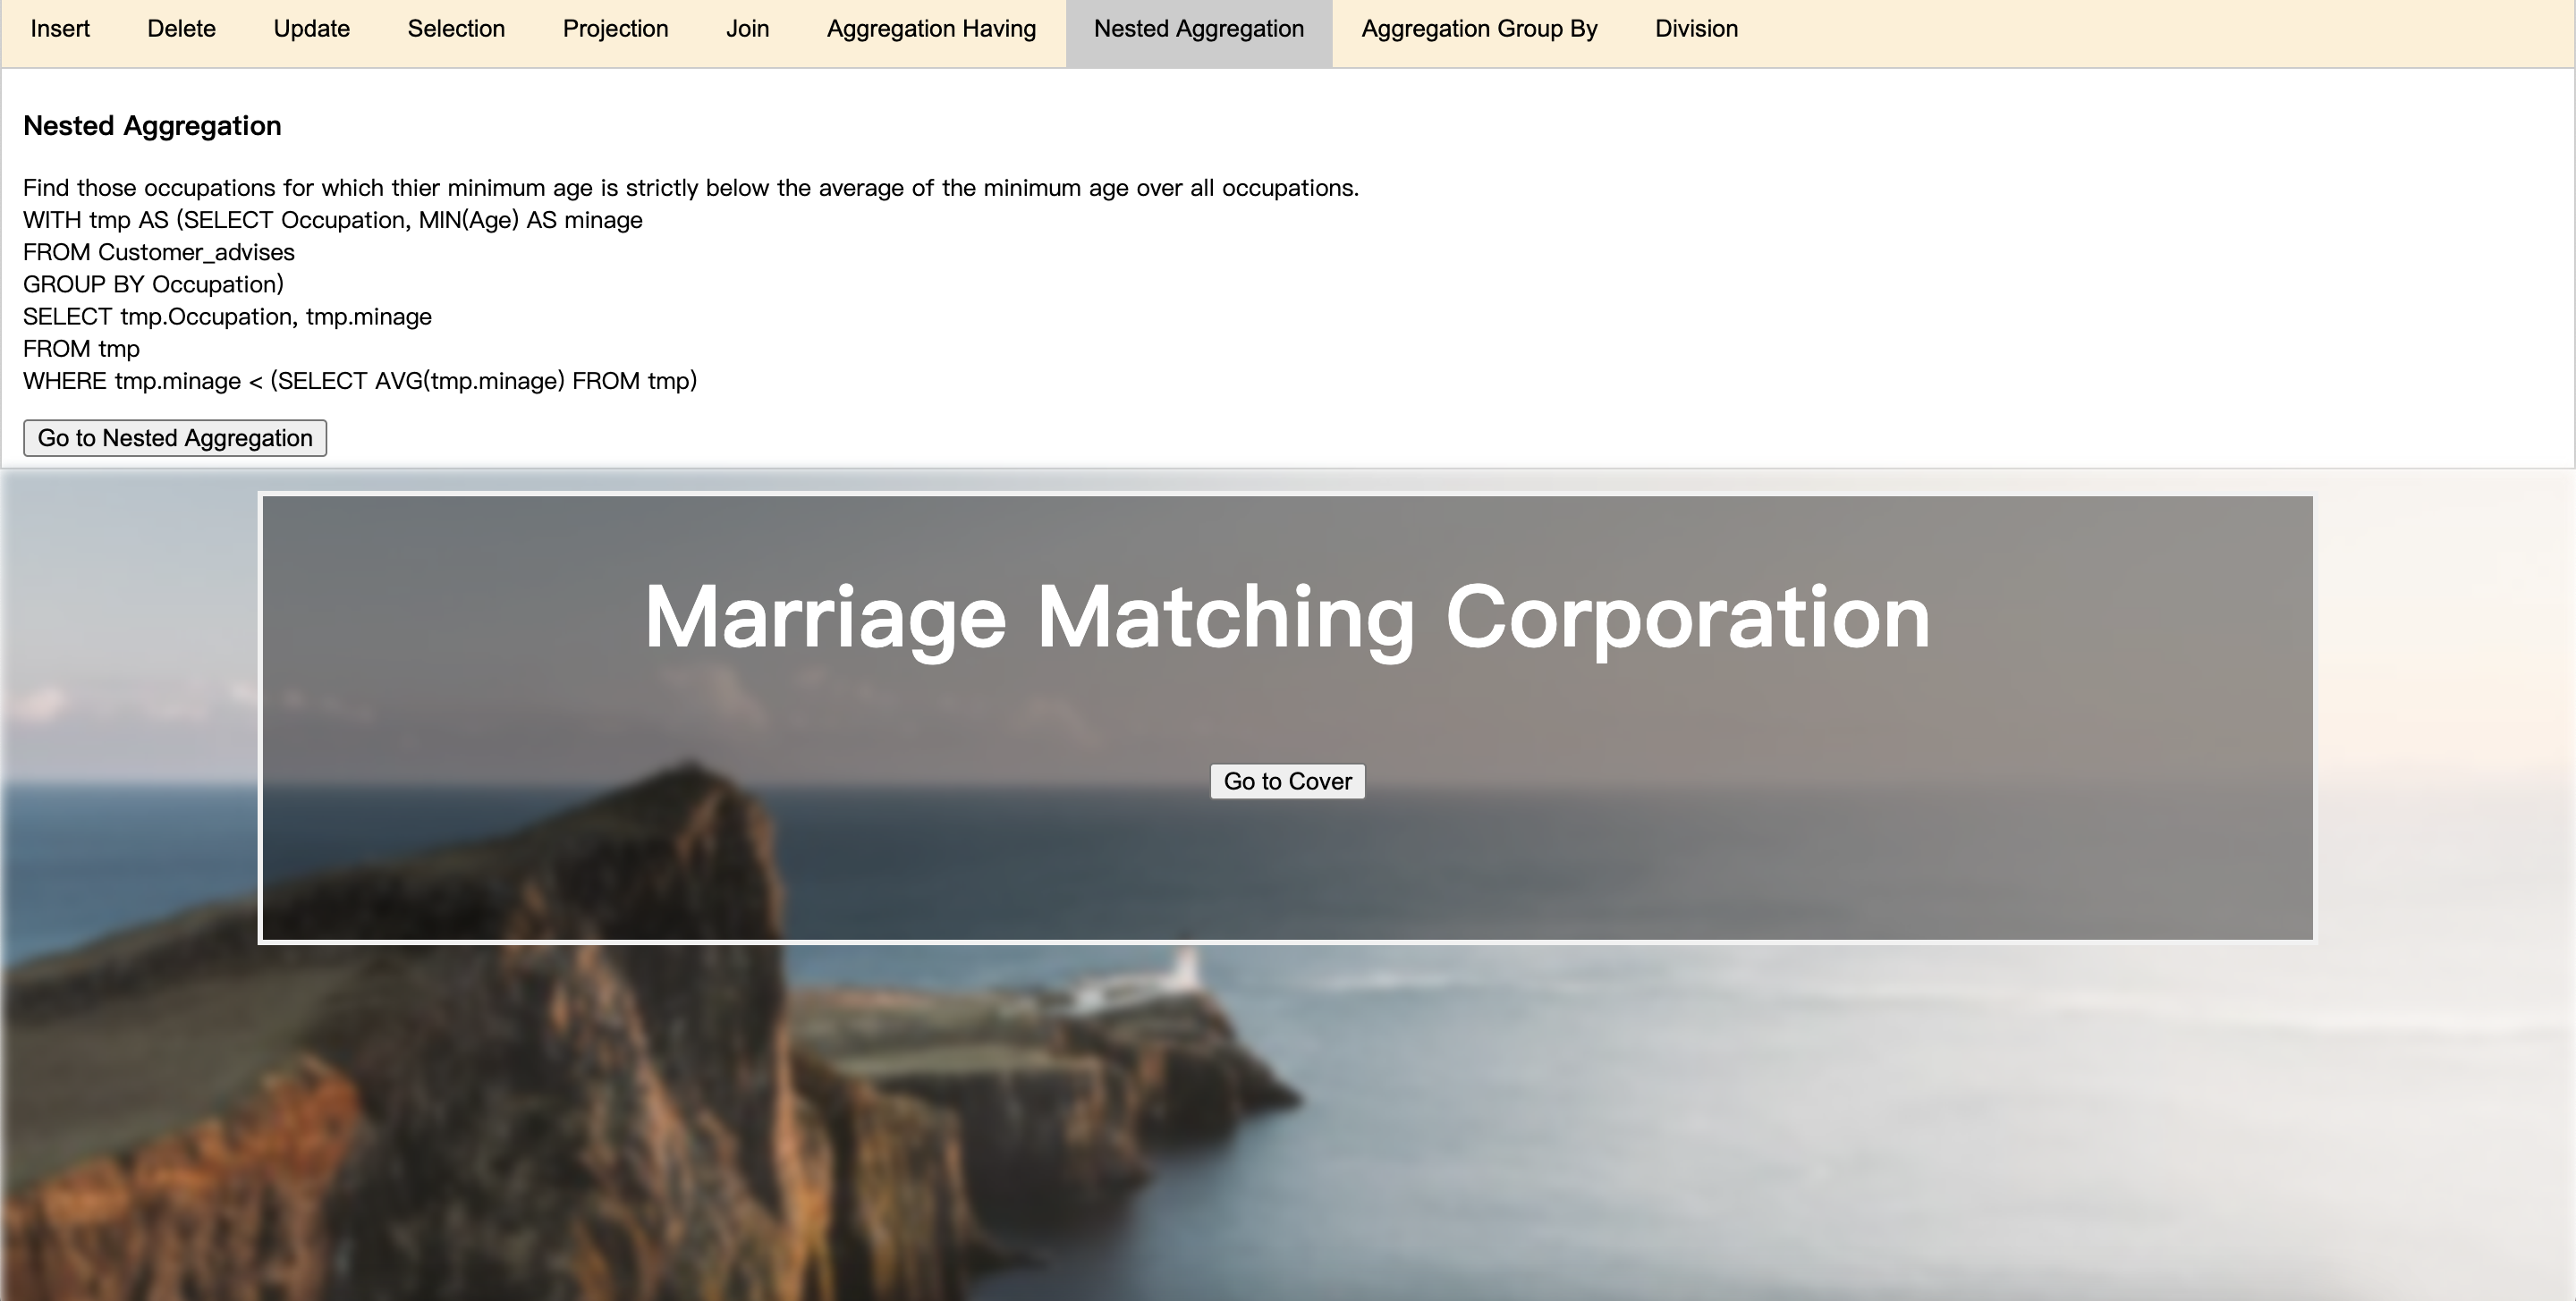 Insert Delete Update Selection Projection Join Aggregation Having Nested Aggregation Aggregation Group By Division
Nested Aggregation
Find those occupations for which thier minimum age is strictly below the average of the minimum age over all occupations.
WITH tmp AS (SELECT Occupation, MIN(Age) AS minage
FROM Customer_advises
GROUP BY Occupation)
SELECT tmp.Occupation, tmp.minage
FROM tmp
WHERE tmp.minage < (SELECT AVG(tmp.minage) FROM tmp)
Go to Nested Aggregation
Marriage Matching Corporation
Go to Cover